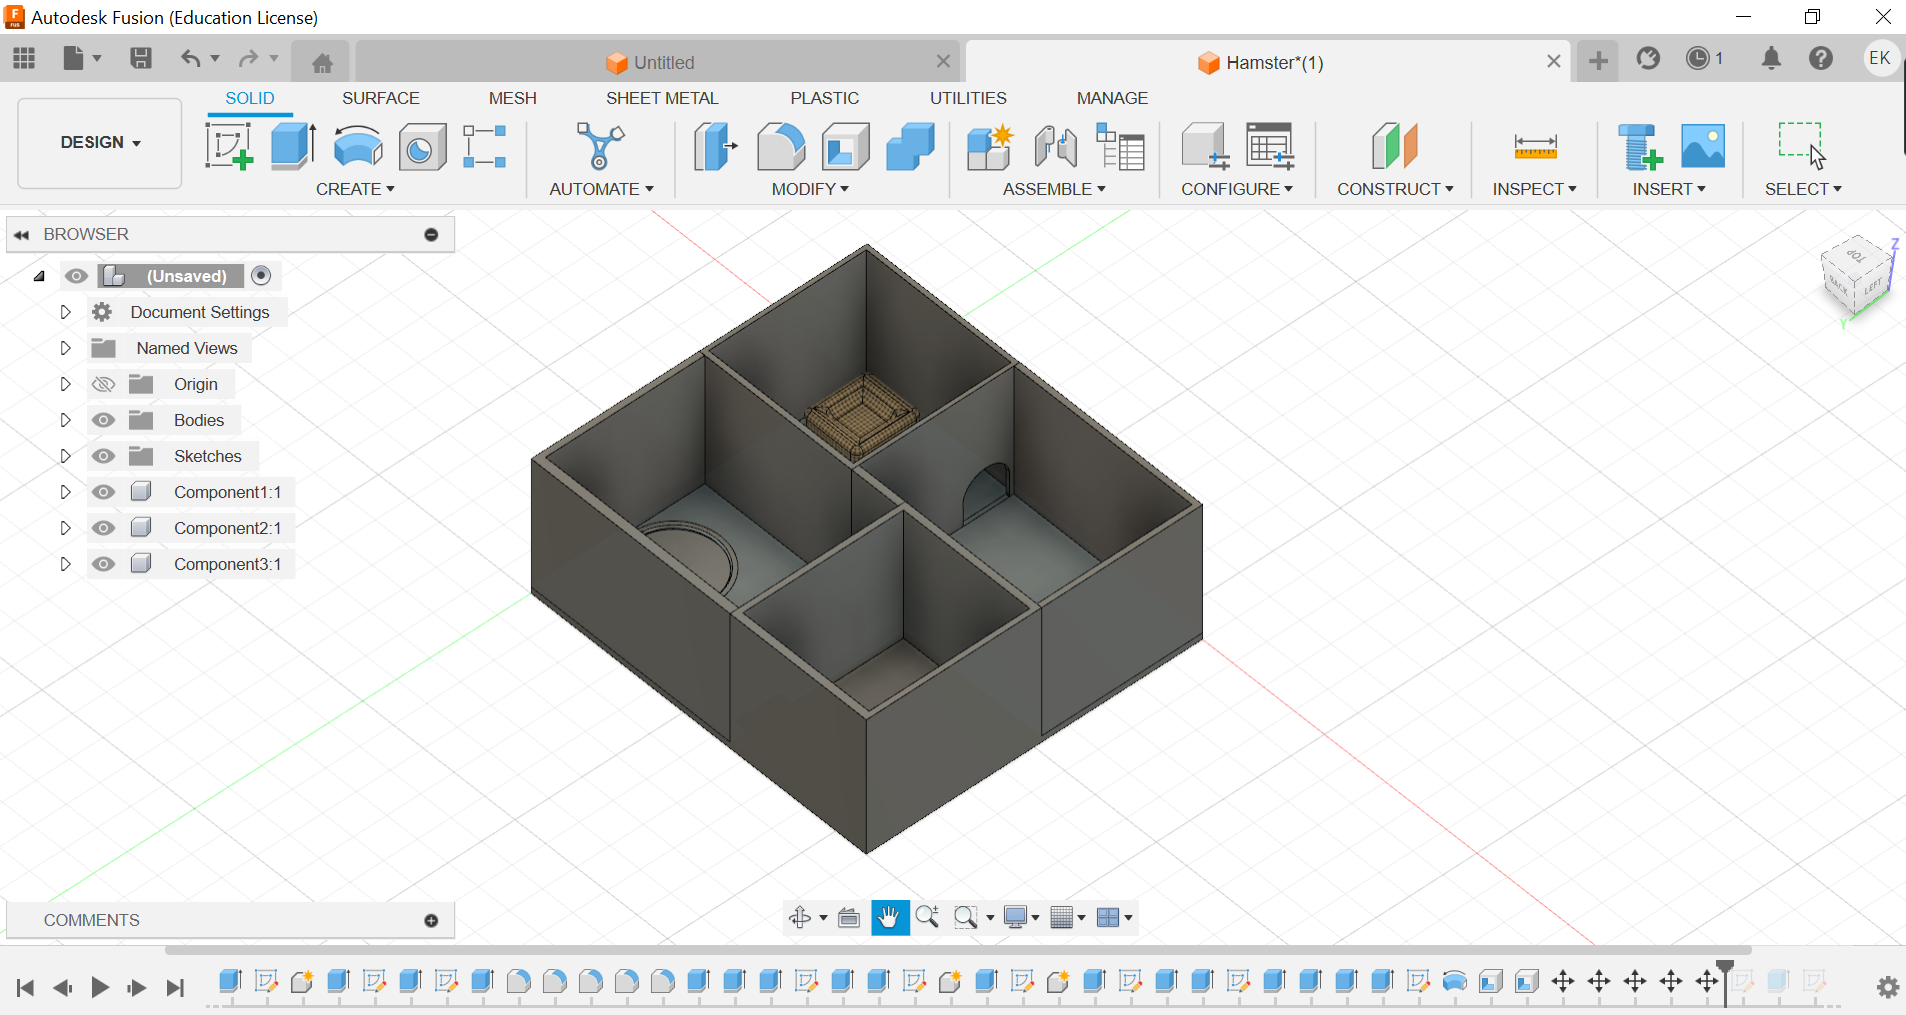 Autodesk Fusion (Education License)
Untitled
Hamster*(1)
1
EK
SOLID
SURFACE
MESH
SHEET METAL
PLASTIC
UTILITIES
MANAGE
DESIGN
CREATE
AUTOMATE
MODIFY
ASSEMBLE
CONFIGURE
CONSTRUCT
INSPECT
INSERT
SELECT
BROWSER
(Unsaved)
Document Settings
Named Views
Origin
Bodies
Sketches
Component1:1
Component2:1
Component3:1
TOP
BACK
LEFT
Z
Y
COMMENTS